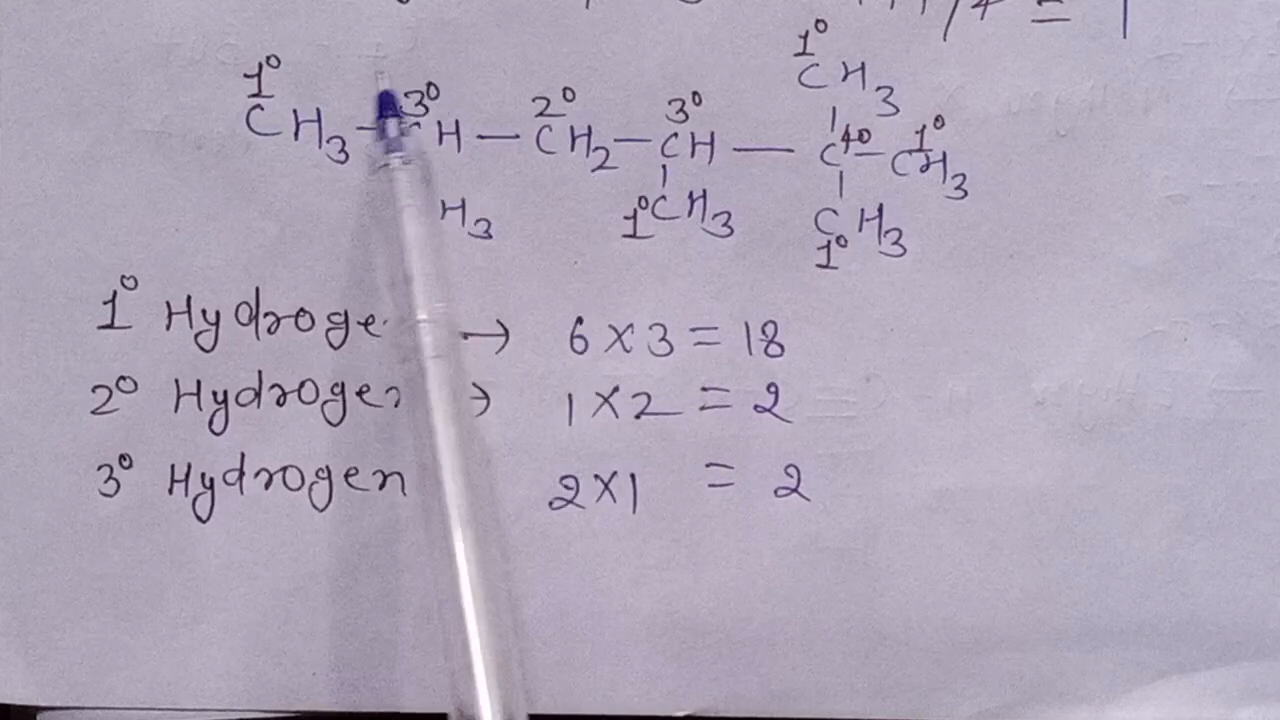 1° 3° 2° 3° 1°
CH3 – H – CH2 – CH – C 4° – CH3 1°
CH3
H3 1° CH3 CH3
1°
1° Hydroge → 6 × 3 = 18
2° Hydrogen → 1 × 2 = 2
3° Hydrogen 2 × 1 = 2